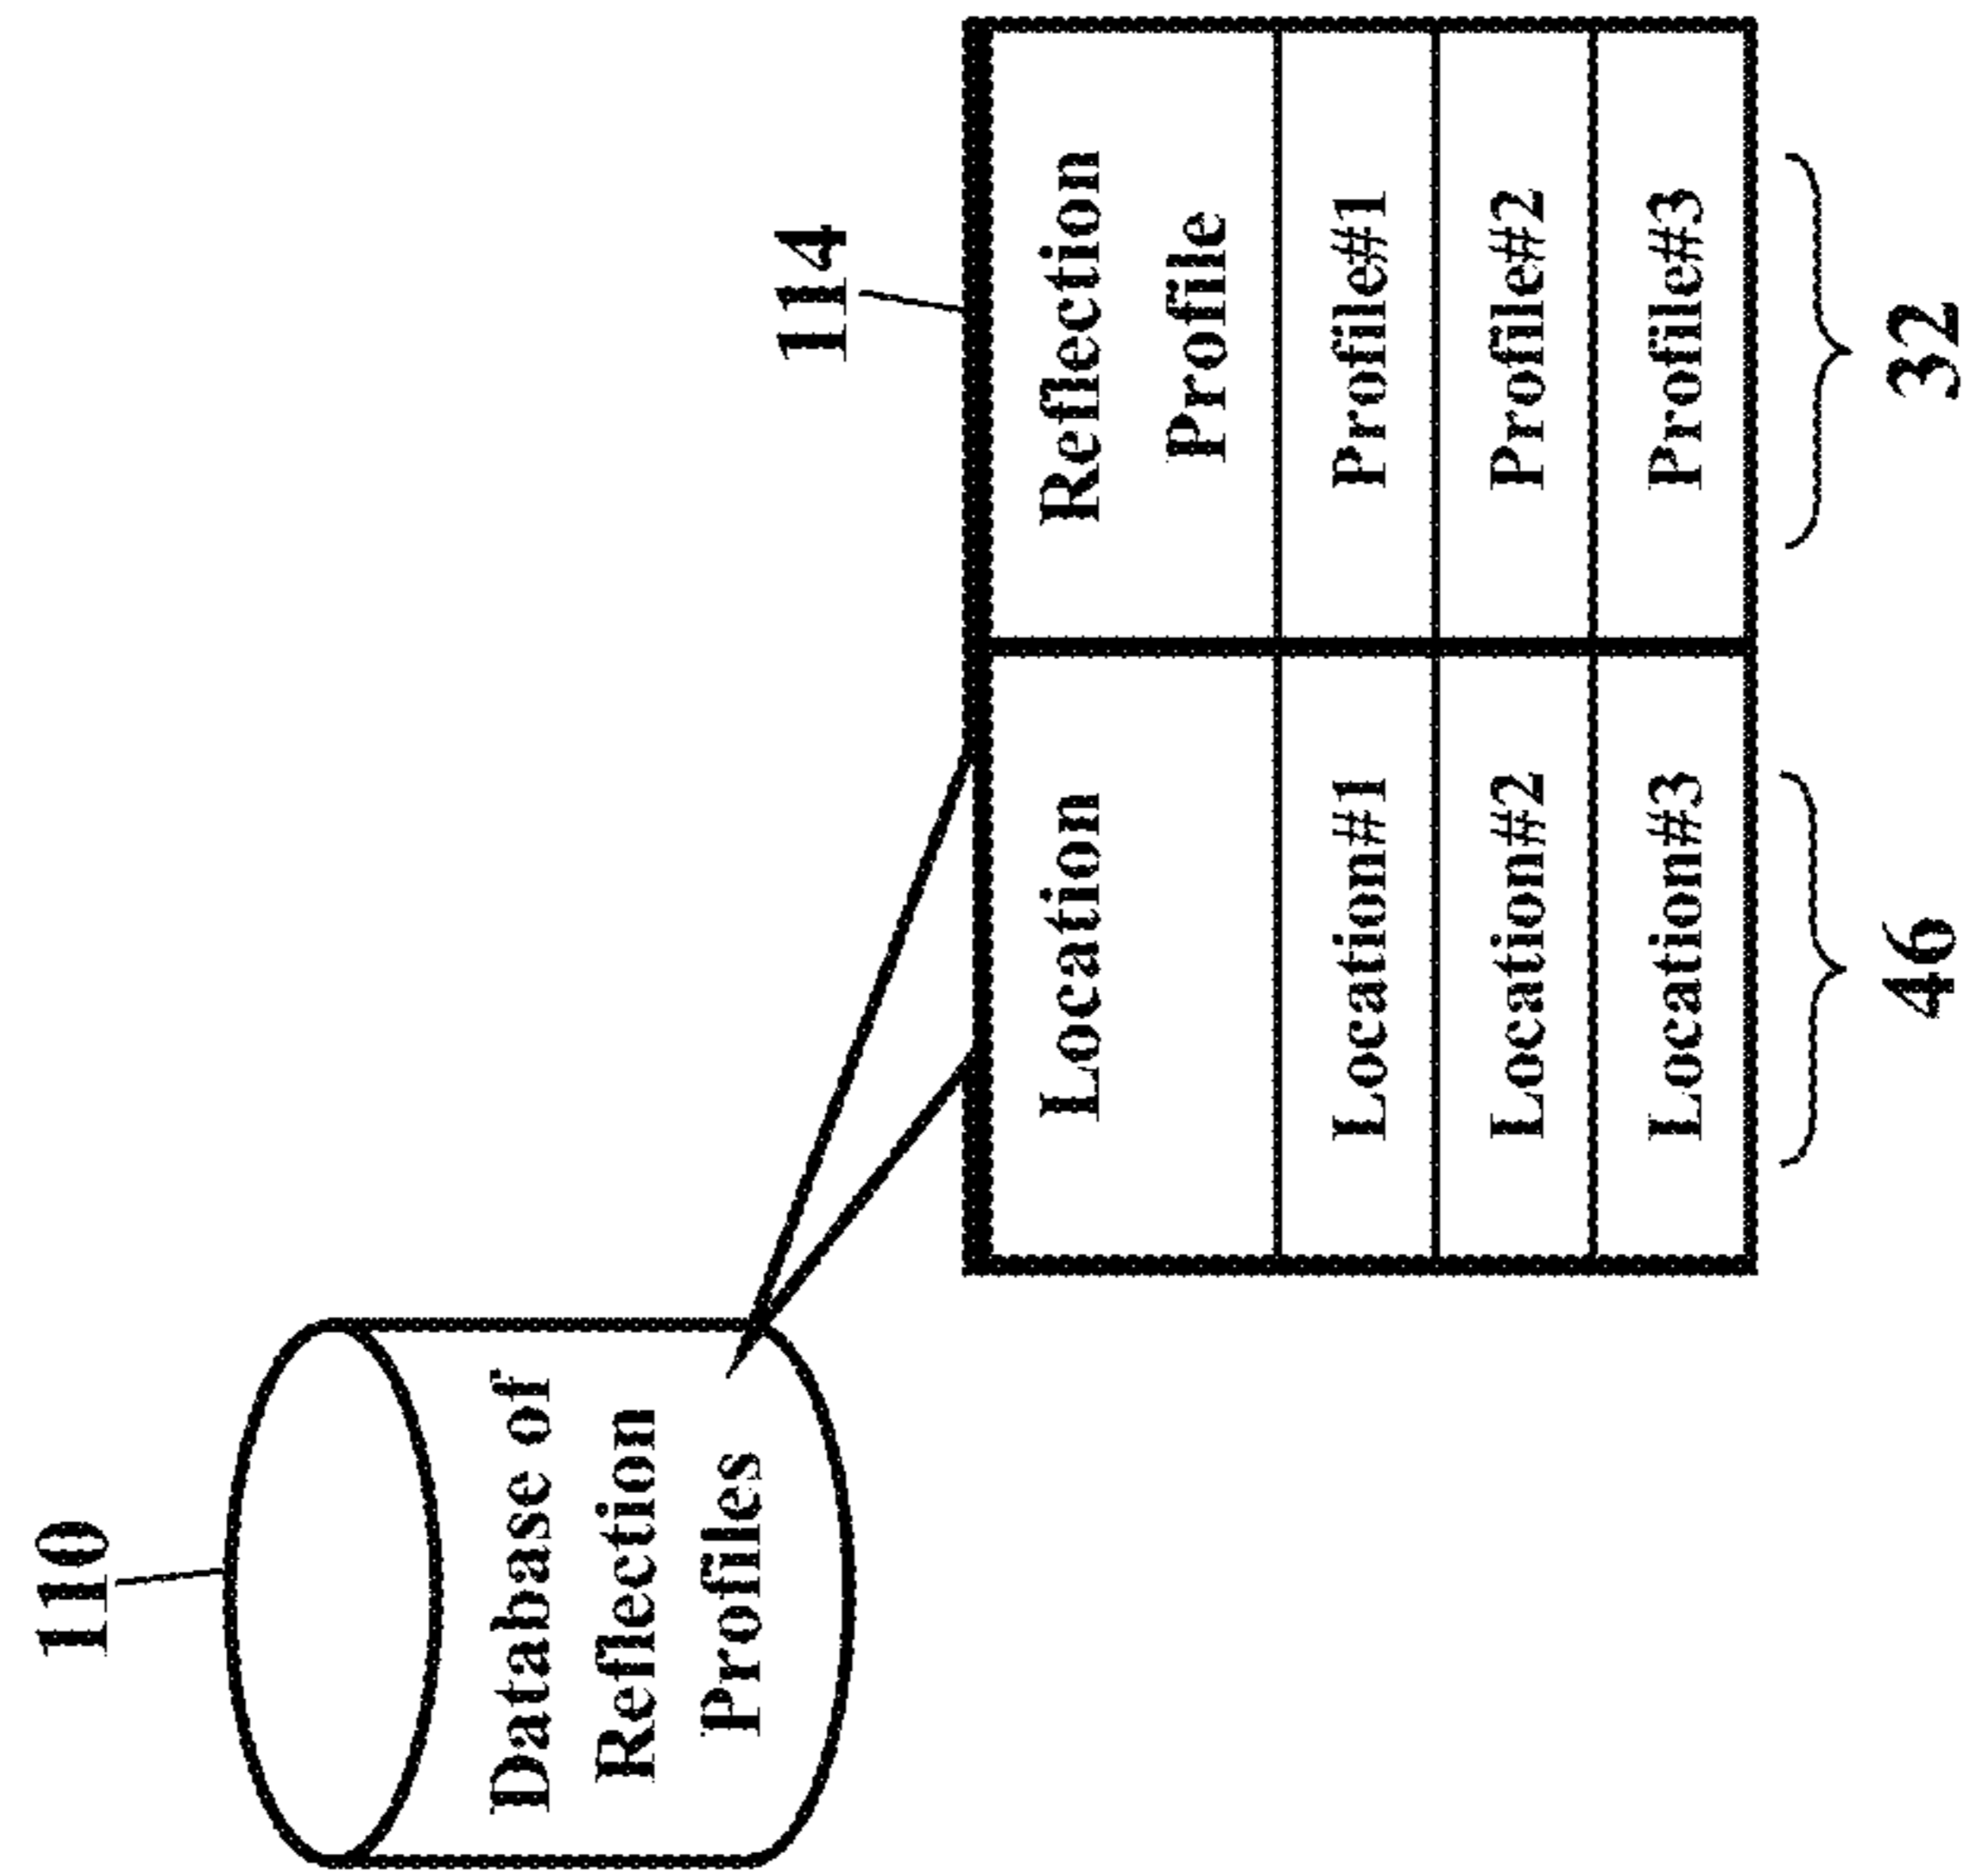 110
Database of
Reflection
Profiles
114
Location
Reflection
Profile
Location#1
Profile#1
Location#2
Profile#2
Location#3
Profile#3
46
32